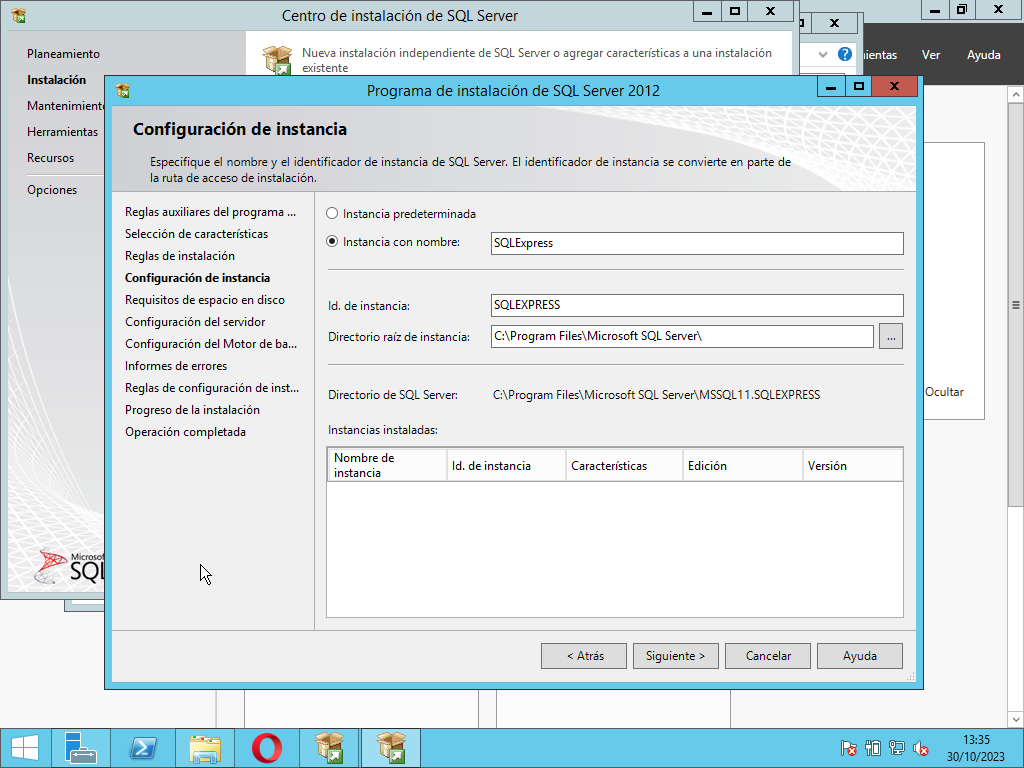 Centro de instalación de SQL Server
Planeamiento
Instalación
Mantenimiento
Herramientas
Recursos
Opciones
Nueva instalación independiente de SQL Server o agregar características a una instalación
existente
Ver
Ayuda
Programa de instalación de SQL Server 2012
Configuración de instancia
Especifique el nombre y el identificador de instancia de SQL Server. El identificador de instancia se convierte en parte de
la ruta de acceso de instalación.
Reglas auxiliares del programa ...
Selección de características
Reglas de instalación
Configuración de instancia
Requisitos de espacio en disco
Configuración del servidor
Configuración del Motor de ba...
Informes de errores
Reglas de configuración de inst...
Progreso de la instalación
Operación completada
Instancia predeterminada
Instancia con nombre:
SQLExpress
Id. de instancia:
SQLEXPRESS
Directorio raíz de instancia:
C:\Program Files\Microsoft SQL Server\
...
Directorio de SQL Server:
C:\Program Files\Microsoft SQL Server\MSSQL11.SQLEXPRESS
Instancias instaladas:
Nombre de
instancia
Id. de instancia
Características
Edición
Versión
Ocultar
< Atrás
Siguiente >
Cancelar
Ayuda
13:35
30/10/2023